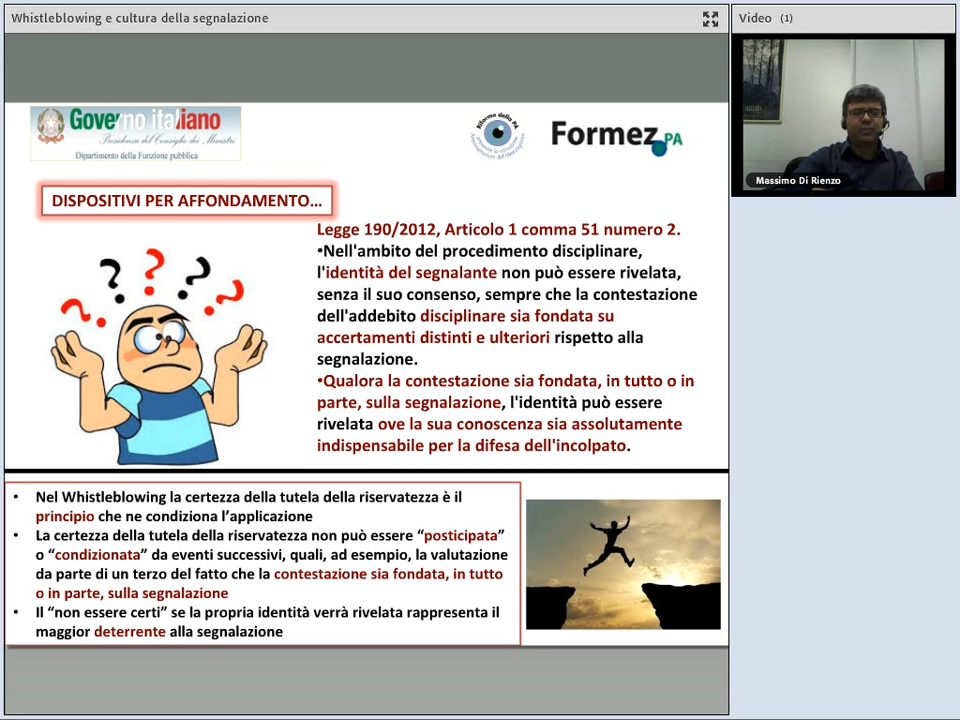 Whistleblowing e cultura della segnalazione
Video (1)
Governo italiano
Presidenza del Consiglio dei Ministri
Dipartimento della Funzione pubblica
Riforma della PA
Formez PA
Massimo Di Rienzo
DISPOSITIVI PER AFFONDAMENTO...
Legge 190/2012, Articolo 1 comma 51 numero 2.
•Nell'ambito del procedimento disciplinare,
l'identità del segnalante non può essere rivelata,
senza il suo consenso, sempre che la contestazione
dell'addebito disciplinare sia fondata su
accertamenti distinti e ulteriori rispetto alla
segnalazione.
•Qualora la contestazione sia fondata, in tutto o in
parte, sulla segnalazione, l'identità può essere
rivelata ove la sua conoscenza sia assolutamente
indispensabile per la difesa dell'incolpato.
? ? ? ? ?
• Nel Whistleblowing la certezza della tutela della riservatezza è il
principio che ne condiziona l’applicazione
• La certezza della tutela della riservatezza non può essere “posticipata”
o “condizionata” da eventi successivi, quali, ad esempio, la valutazione
da parte di un terzo del fatto che la contestazione sia fondata, in tutto
o in parte, sulla segnalazione
• Il “non essere certi” se la propria identità verrà rivelata rappresenta il
maggior deterrente alla segnalazione